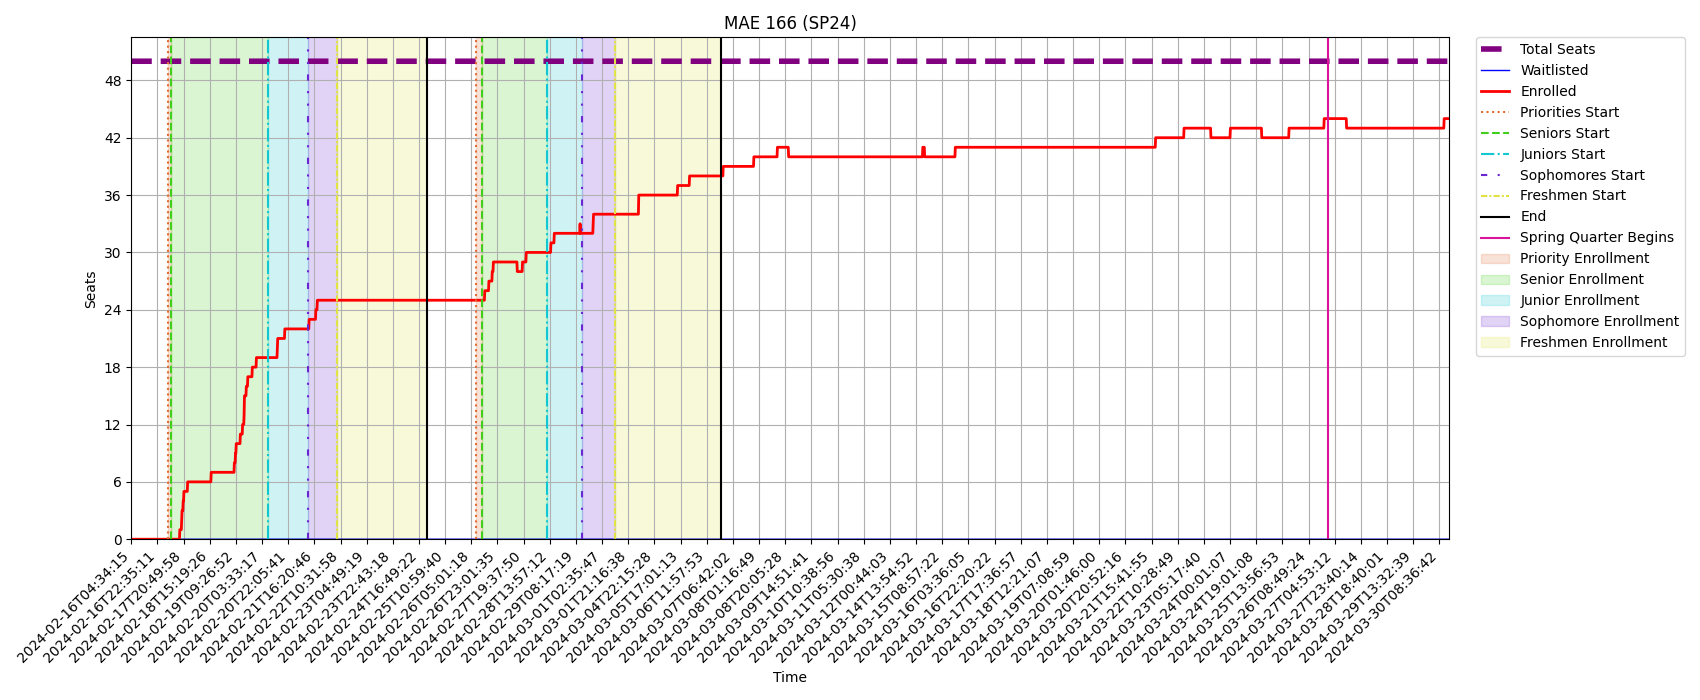 MAE 166 (SP24)
Seats
48
42
36
30
24
18
12
6
0
2024-02-16T04:34:15
2024-02-16T22:35:11
2024-02-17T20:49:58
2024-02-18T15:19:26
2024-02-19T09:26:52
2024-02-20T03:33:17
2024-02-20T22:05:41
2024-02-21T16:20:46
2024-02-22T10:31:58
2024-02-23T04:49:19
2024-02-23T22:43:18
2024-02-24T16:49:22
2024-02-25T10:59:40
2024-02-26T05:01:18
2024-02-26T23:01:35
2024-02-27T19:37:50
2024-02-28T13:57:12
2024-02-29T08:17:19
2024-03-01T02:35:47
2024-03-01T21:16:38
2024-03-04T22:15:28
2024-03-05T17:01:13
2024-03-06T11:57:53
2024-03-07T06:42:02
2024-03-08T01:16:49
2024-03-08T20:05:28
2024-03-09T14:51:41
2024-03-10T10:38:56
2024-03-11T05:30:38
2024-03-12T00:44:03
2024-03-14T13:54:52
2024-03-15T08:57:22
2024-03-16T03:36:05
2024-03-16T22:20:22
2024-03-17T17:36:57
2024-03-18T12:21:07
2024-03-19T07:08:59
2024-03-20T01:46:00
2024-03-20T20:52:16
2024-03-21T15:41:55
2024-03-22T10:28:49
2024-03-23T05:17:40
2024-03-24T00:01:07
2024-03-24T19:01:08
2024-03-25T13:56:53
2024-03-26T08:49:24
2024-03-27T04:53:12
2024-03-27T23:40:14
2024-03-28T18:40:01
2024-03-29T13:32:39
2024-03-30T08:36:42
Time
Total Seats
Waitlisted
Enrolled
Priorities Start
Seniors Start
Juniors Start
Sophomores Start
Freshmen Start
End
Spring Quarter Begins
Priority Enrollment
Senior Enrollment
Junior Enrollment
Sophomore Enrollment
Freshmen Enrollment